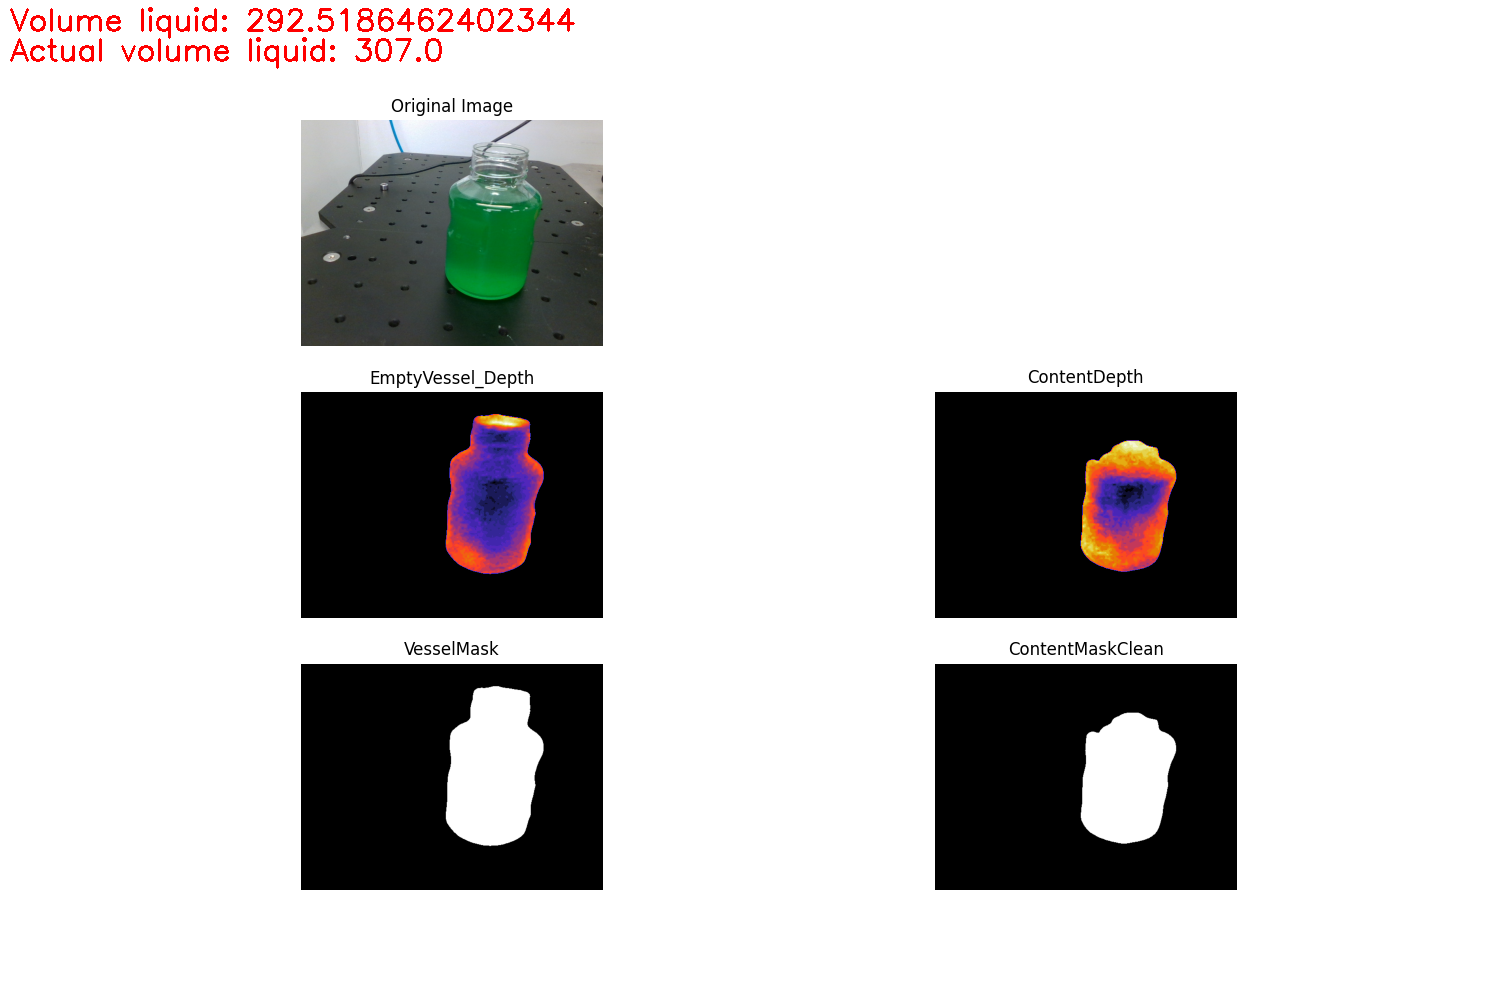 Volume liquid: 292.5186462402344
Actual volume liquid: 307.0
Original Image
EmptyVessel_Depth
ContentDepth
VesselMask
ContentMaskClean